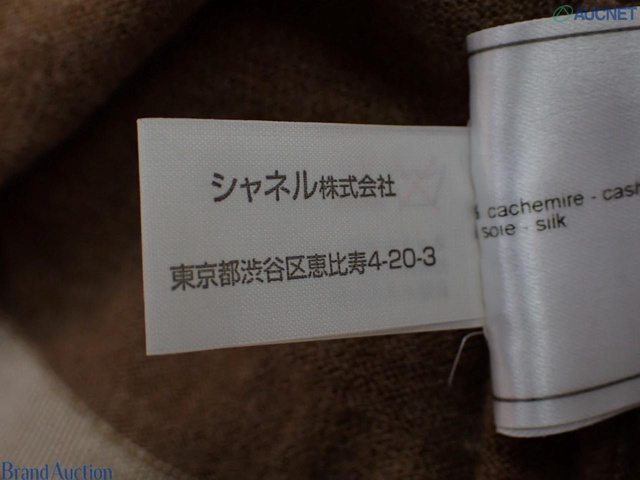 AUCNET
シャネル株式会社
東京都渋谷区恵比寿4-20-3
cachemire - cash
soie - silk
Brand Auction